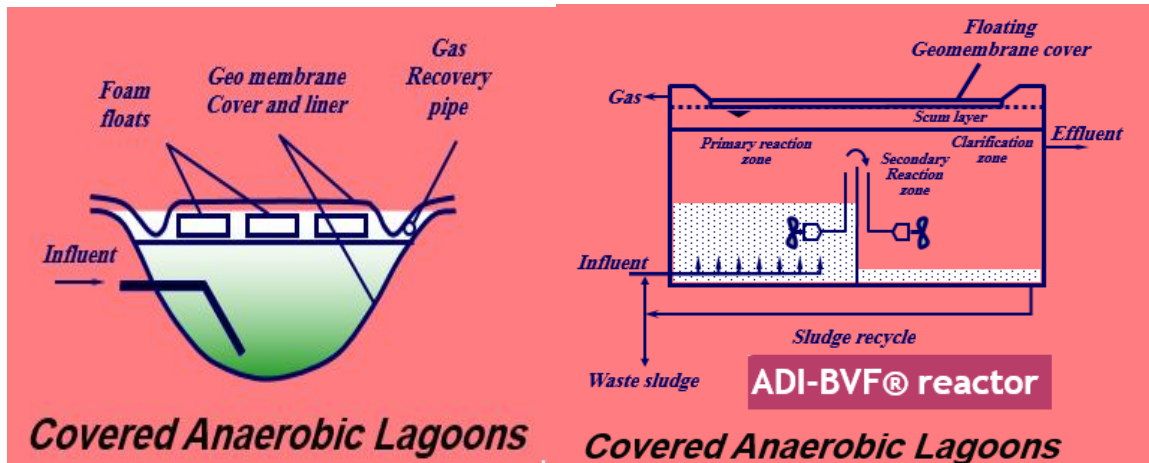 Foam
floats
Geo membrane
Cover and liner
Gas
Recovery
pipe
Influent
Covered Anaerobic Lagoons
Floating
Geomembrane cover
Gas
Scum layer
Effluent
Primary reaction
zone
Clarification
zone
Secondary
Reaction
zone
Influent
Sludge recycle
Waste sludge
ADI-BVF® reactor
Covered Anaerobic Lagoons